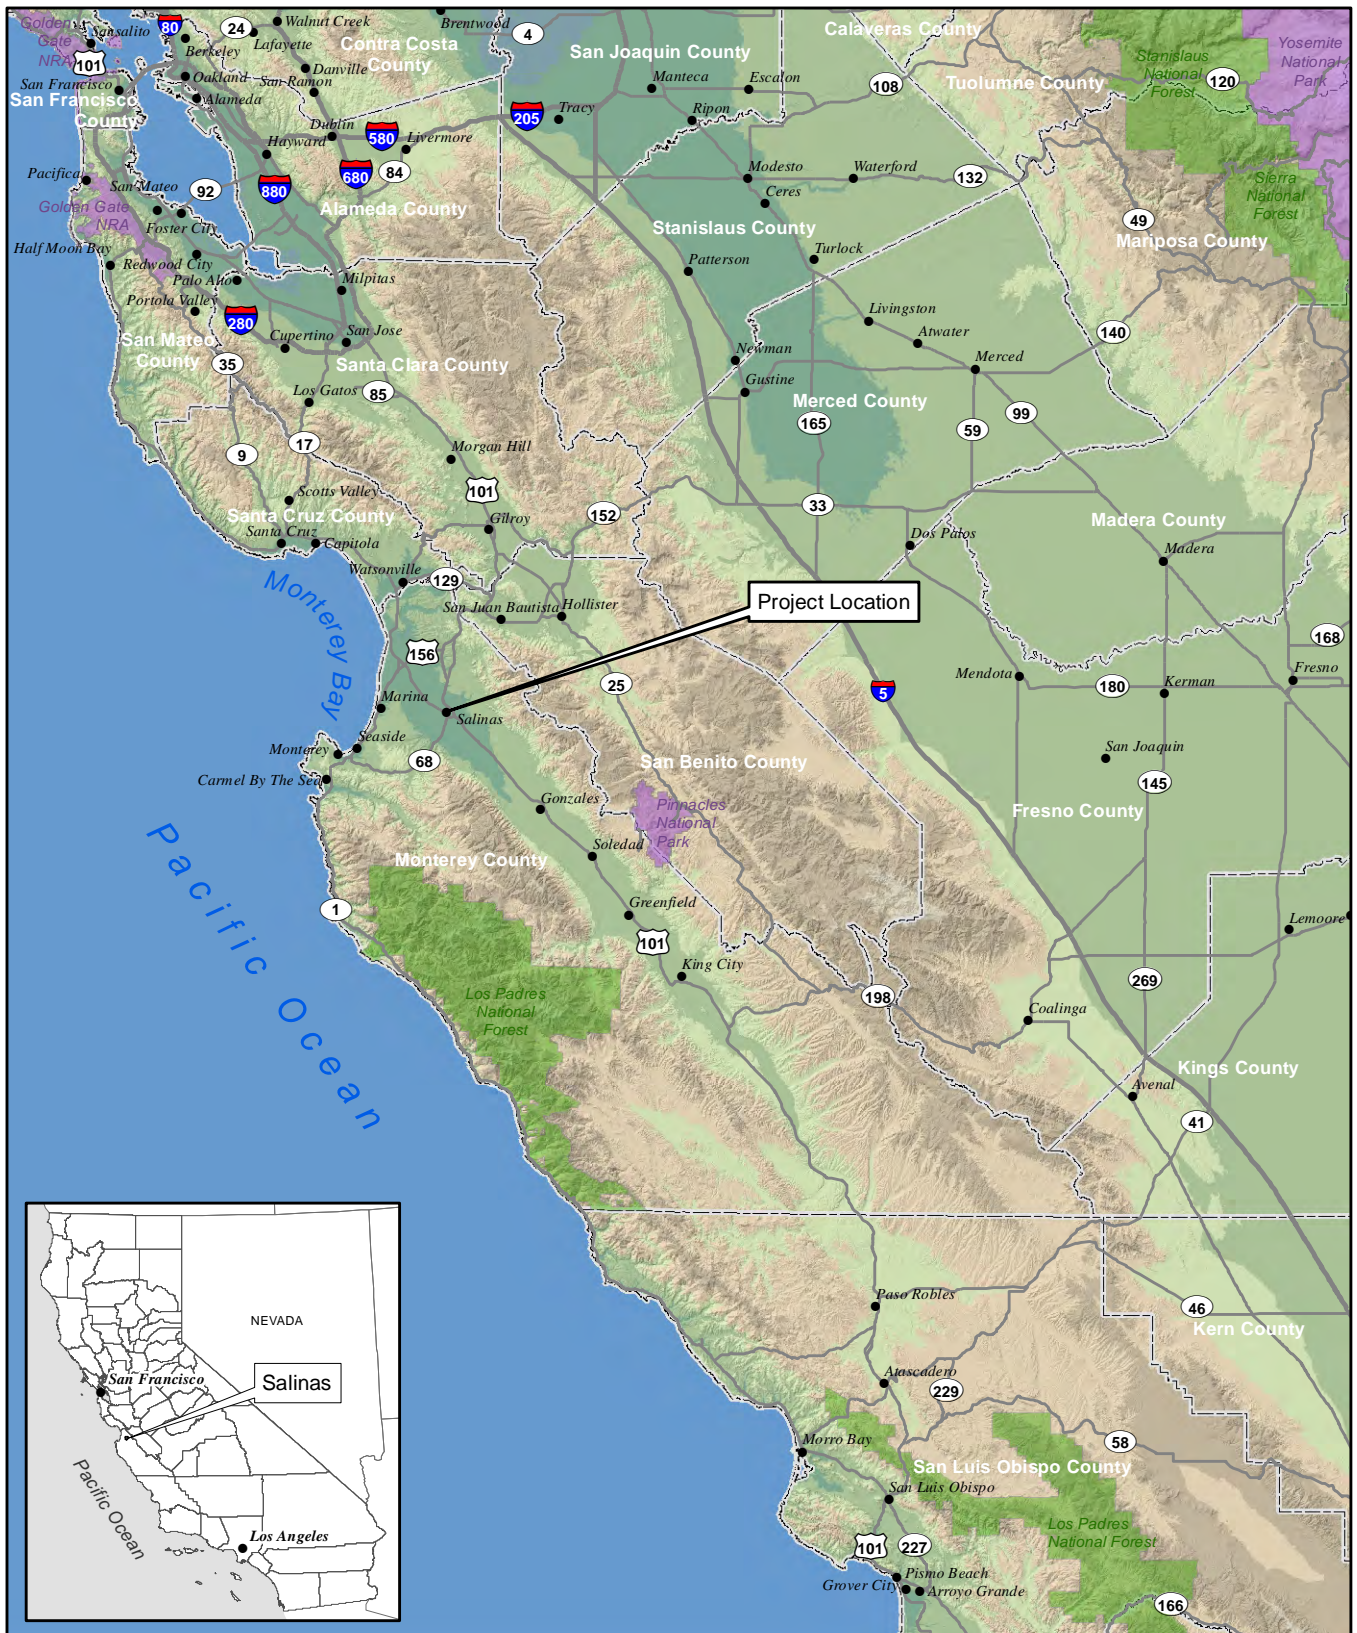 Golden
Gate
NRA
Sansalito
101
80
24
Walnut Creek
Lafayette
Berkeley
Brentwood
4
Contra Costa
County
San Joaquin County
Calaveras County
Stanislaus
National
Forest
120
Yosemite
National
Park
San Francisco
San Francisco
County
Oakland
Alameda
Danville
San Ramon
Manteca
Escalon
108
Tuolumne County
Dublin
580
Livermore
205
Tracy
Ripon
Hayward
680
84
880
Pacifica
San Mateo
92
Golden Gate
NRA
Foster City
Alameda County
Modesto
Ceres
Waterford
132
Sierra
National
Forest
49
Mariposa County
Stanislaus County
Turlock
Patterson
Half Moon Bay
Redwood City
Palo Alto
Portola Valley
Milpitas
280
San Mateo
County
Cupertino
San Jose
Santa Clara County
35
Livingston
Atwater
Merced
140
Newman
Gustine
Merced County
Los Gatos
85
165
59
99
17
9
Morgan Hill
101
Scotts Valley
Santa Cruz County
Santa Cruz
Capitola
Gilroy
152
33
Dos Palos
Madera County
Madera
Watsonville
129
Monterey Bay
San Juan Bautista
Hollister
Project Location
156
168
25
5
Mendota
180
Kerman
Fresno
Marina
Salinas
Monterey
Seaside
68
Carmel By The Sea
San Benito County
San Joaquin
145
Fresno County
Gonzales
Pinnacles
National
Park
Soledad
Monterey County
Pacific Ocean
1
Greenfield
101
King City
Lemoore
Los Padres
National
Forest
198
269
Coalinga
Kings County
Avenal
41
Paso Robles
46
Kern County
Atascadero
229
Morro Bay
58
San Luis Obispo County
San Luis Obispo
Los Padres
National Forest
101
227
Pismo Beach
Grover City
Arroyo Grande
166
NEVADA
San Francisco
Salinas
Pacific Ocean
Los Angeles